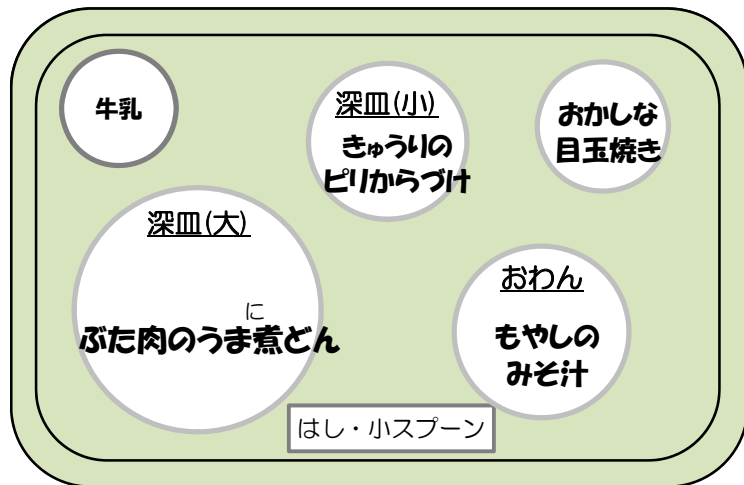 牛乳
深皿(小)
きゅうりの
ピリからづけ
おかしな
目玉焼き
深皿(大)
に
ぶた肉のうま煮どん
おわん
もやしの
みそ汁
はし・小スプーン